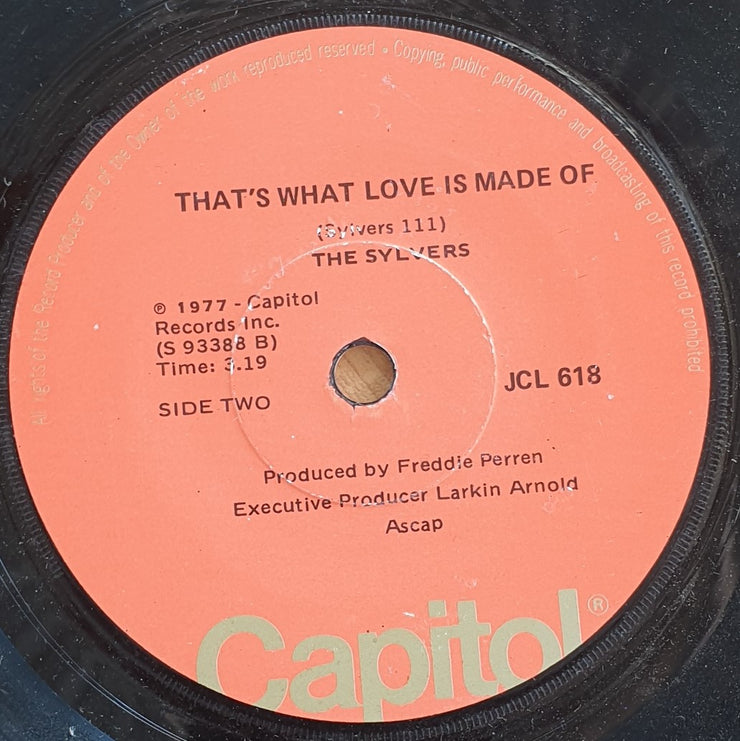 All rights of the Record Producer and of the Owner of the work reproduced reserved • Copying, public performance and broadcasting of this record prohibited
THAT'S WHAT LOVE IS MADE OF
(Sylvers 111)
THE SYLVERS
℗ 1977 - Capitol
Records Inc.
(S 93388 B)
Time: 3.19
SIDE TWO
JCL 618
Produced by Freddie Perren
Executive Producer Larkin Arnold
Ascap
Capitol®